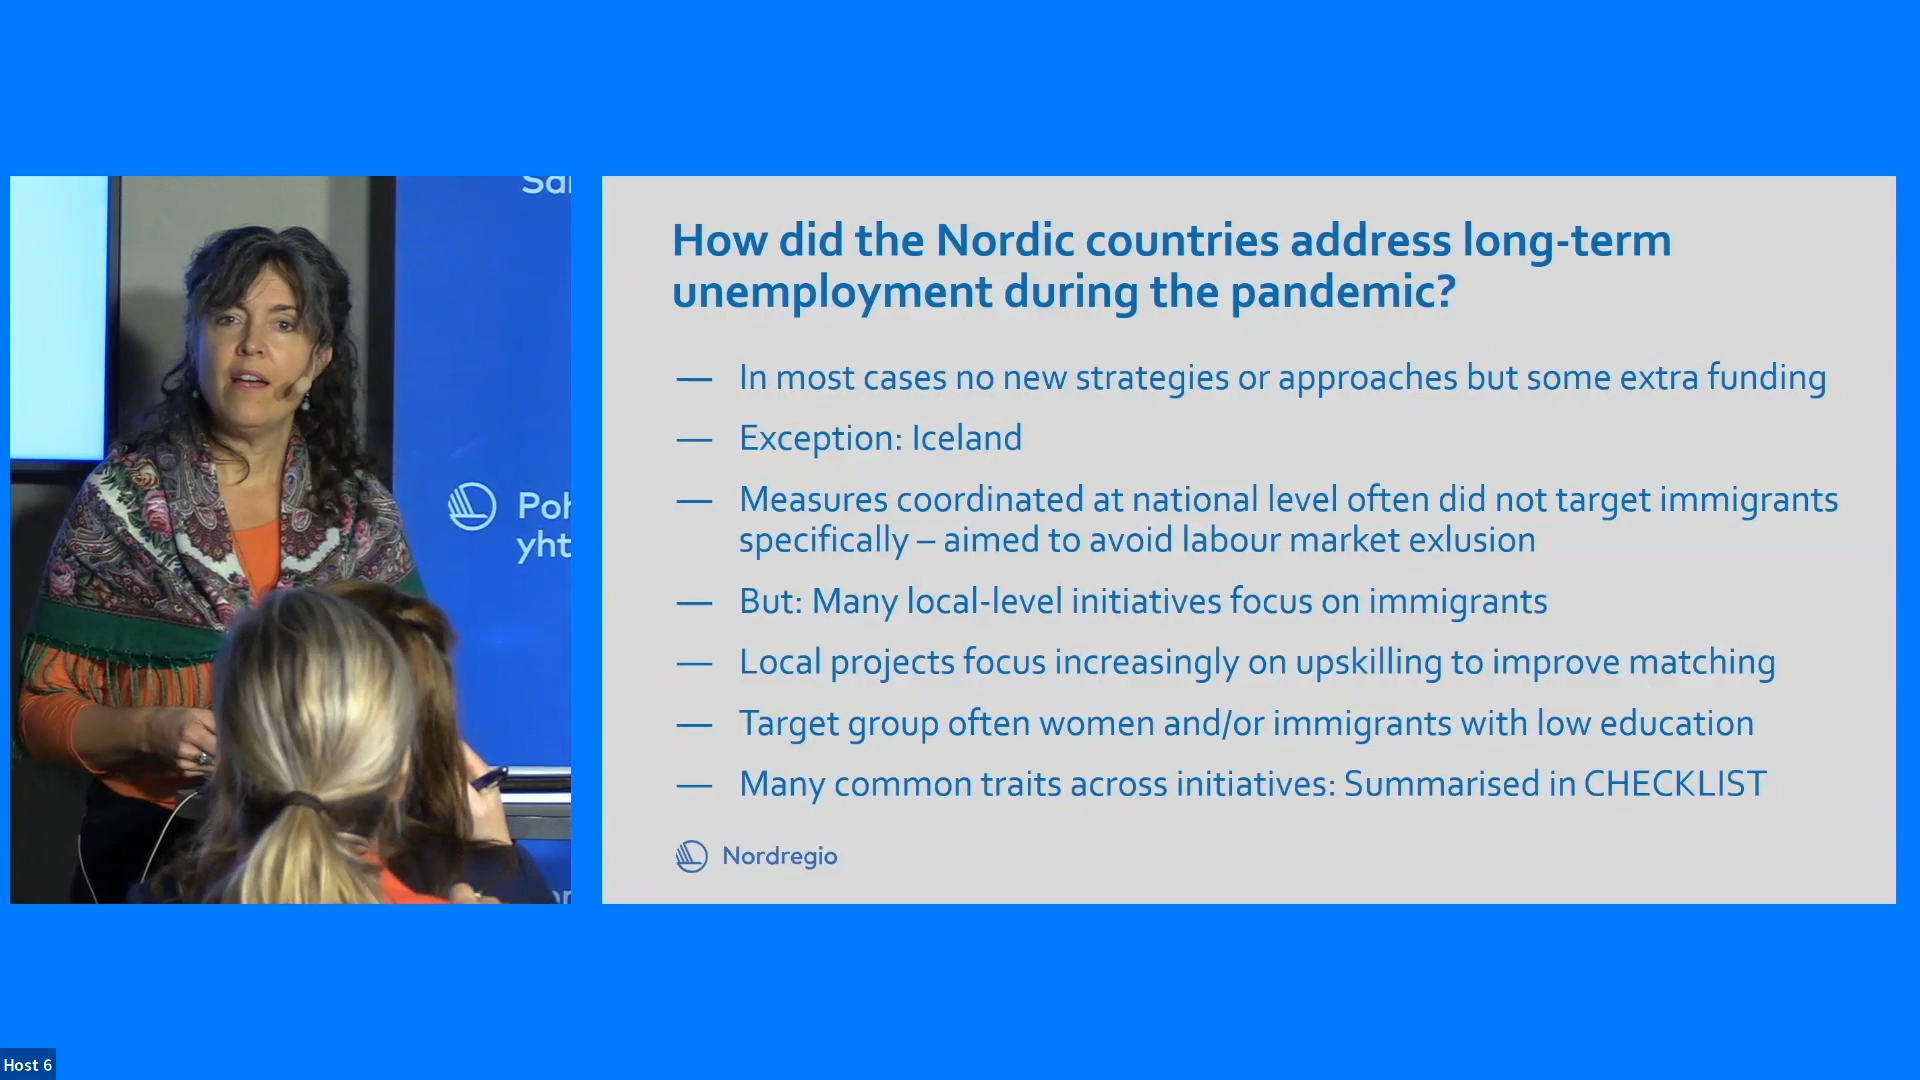 Sar
Poh
yht
How did the Nordic countries address long-term
unemployment during the pandemic?
— In most cases no new strategies or approaches but some extra funding
— Exception: Iceland
— Measures coordinated at national level often did not target immigrants
specifically – aimed to avoid labour market exlusion
— But: Many local-level initiatives focus on immigrants
— Local projects focus increasingly on upskilling to improve matching
— Target group often women and/or immigrants with low education
— Many common traits across initiatives: Summarised in CHECKLIST
Nordregio
Host 6